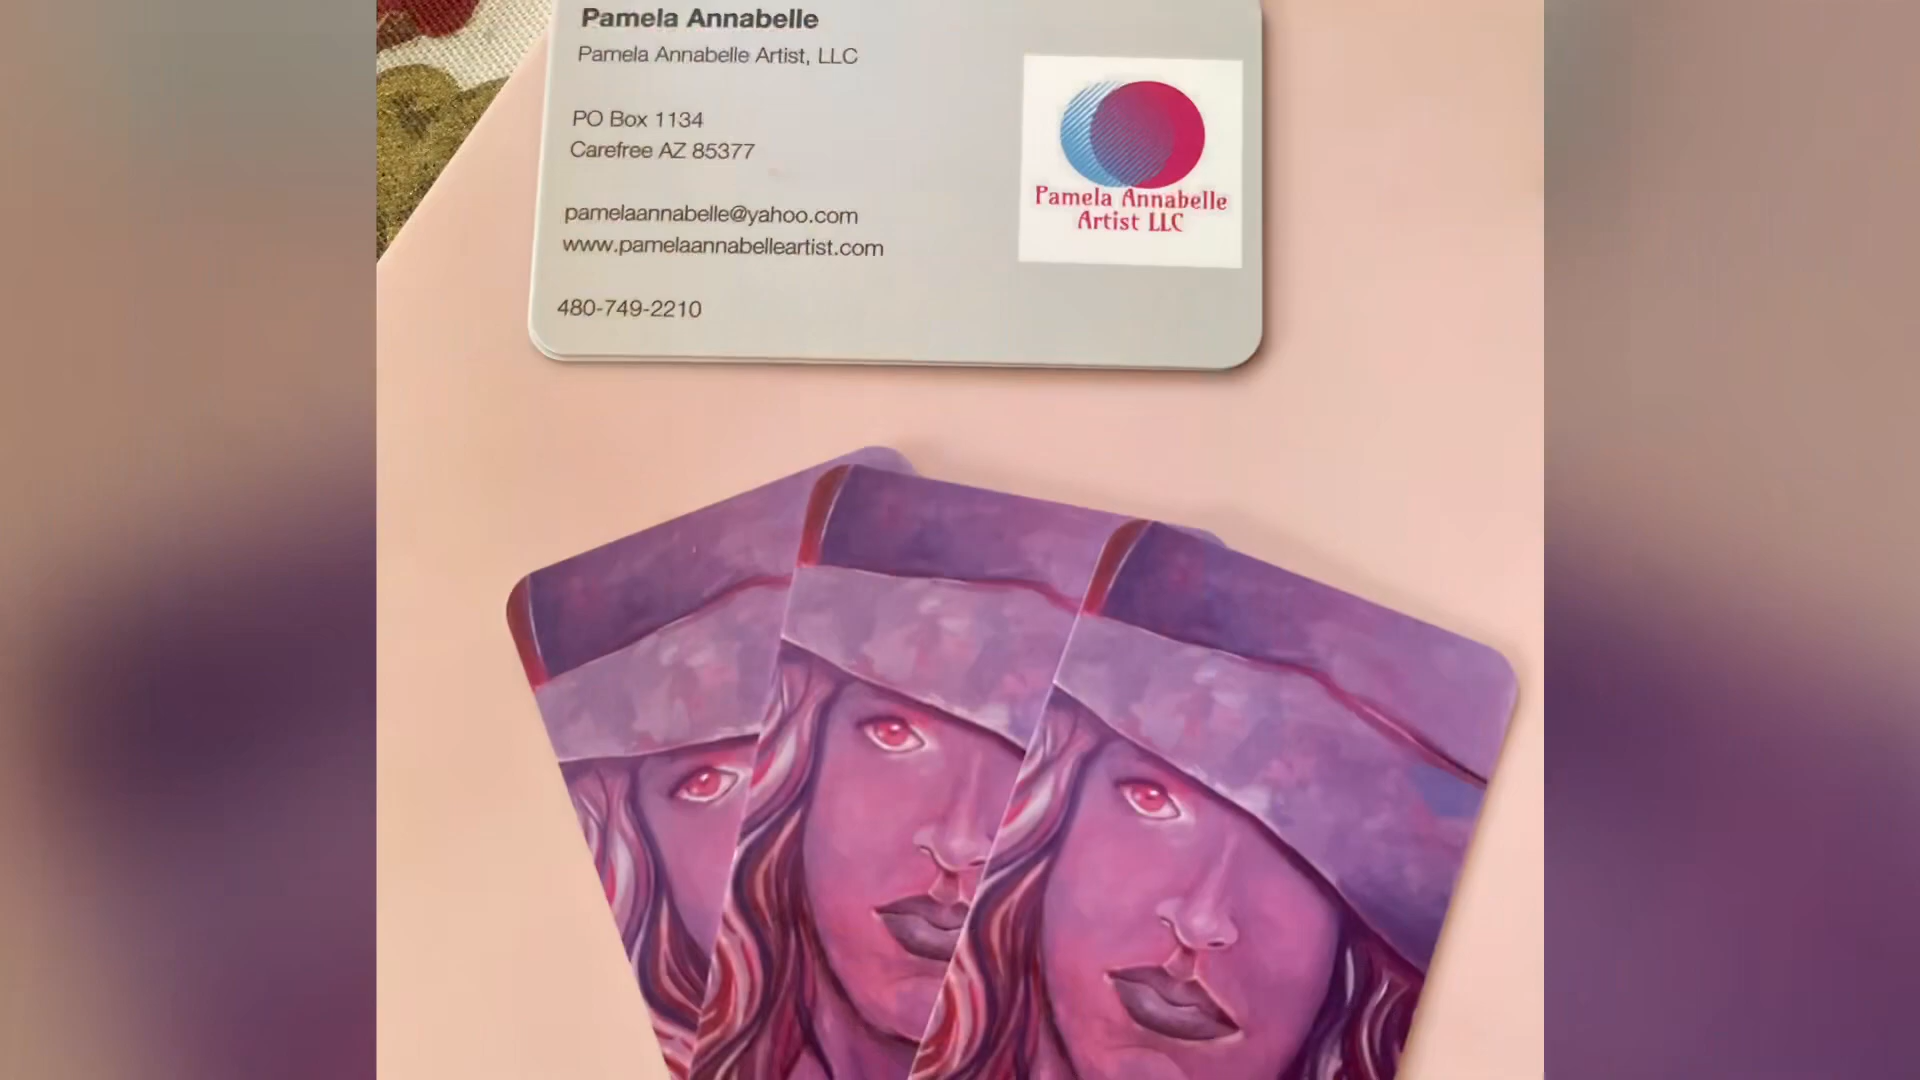 Pamela Annabelle
Pamela Annabelle Artist, LLC
PO Box 1134
Carefree AZ 85377
pamelaannabelle@yahoo.com
www.pamelaannabelleartist.com
480-749-2210
Pamela Annabelle
Artist LLC